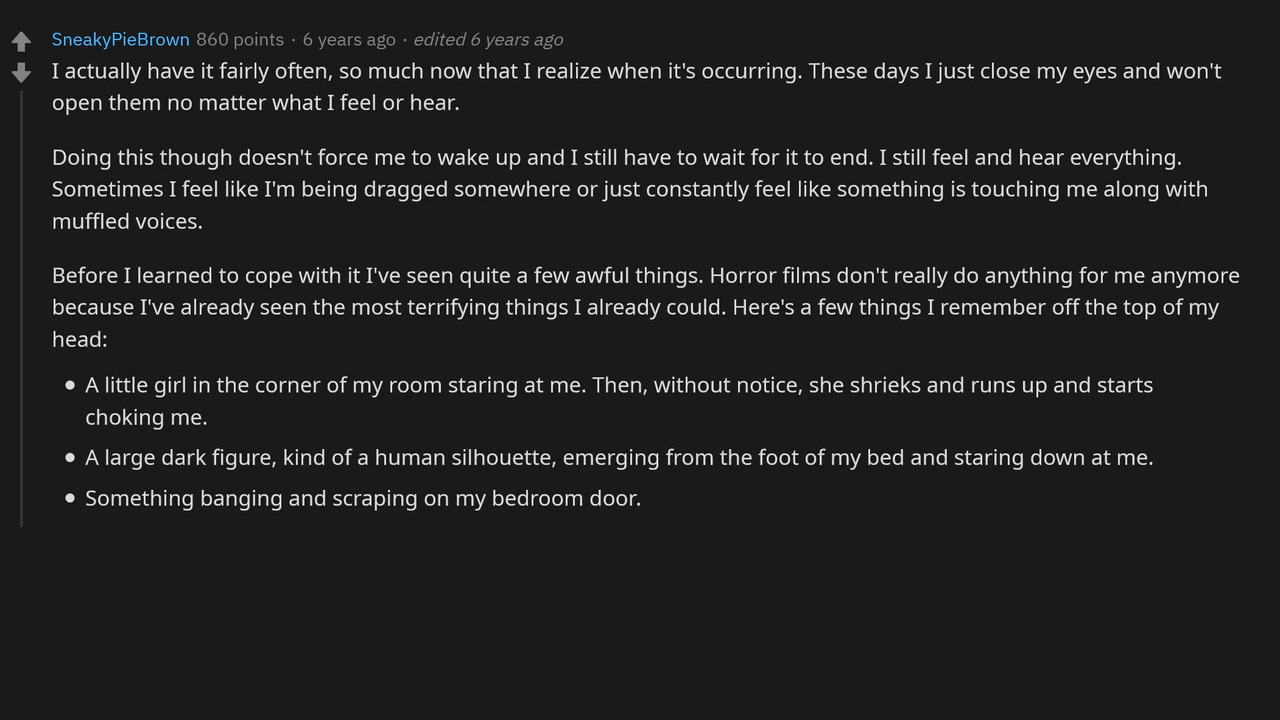 SneakyPieBrown 860 points · 6 years ago · edited 6 years ago
I actually have it fairly often, so much now that I realize when it's occurring. These days I just close my eyes and won't
open them no matter what I feel or hear.
Doing this though doesn't force me to wake up and I still have to wait for it to end. I still feel and hear everything.
Sometimes I feel like I'm being dragged somewhere or just constantly feel like something is touching me along with
muffled voices.
Before I learned to cope with it I've seen quite a few awful things. Horror films don't really do anything for me anymore
because I've already seen the most terrifying things I already could. Here's a few things I remember off the top of my
head:
• A little girl in the corner of my room staring at me. Then, without notice, she shrieks and runs up and starts
choking me.
• A large dark figure, kind of a human silhouette, emerging from the foot of my bed and staring down at me.
• Something banging and scraping on my bedroom door.